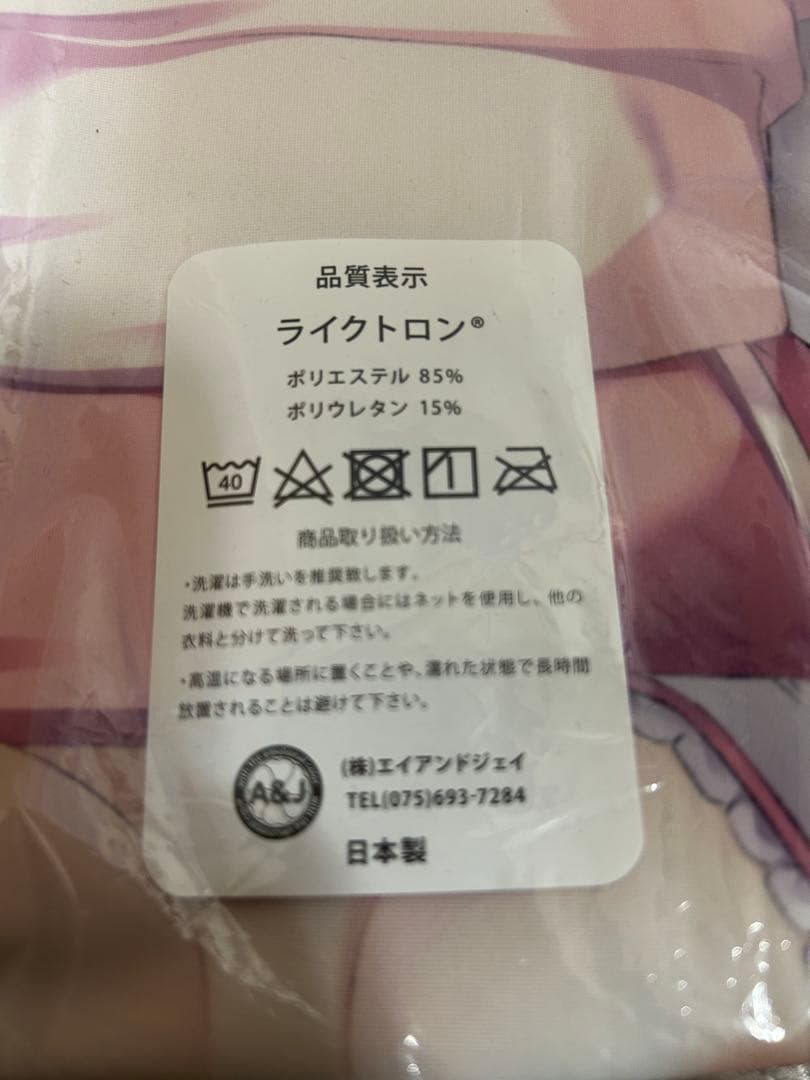 品質表示
ライクトロン®
ポリエステル 85%
ポリウレタン 15%
40
商品取り扱い方法
・洗濯は手洗いを推奨致します。
洗濯機で洗濯される場合にはネットを使用し、他の
衣料と分けて洗って下さい。
・高温になる場所に置くことや、濡れた状態で長時間
放置されることは避けて下さい。
A&J
(株)エイアンドジェイ
TEL(075)693-7284
日本製